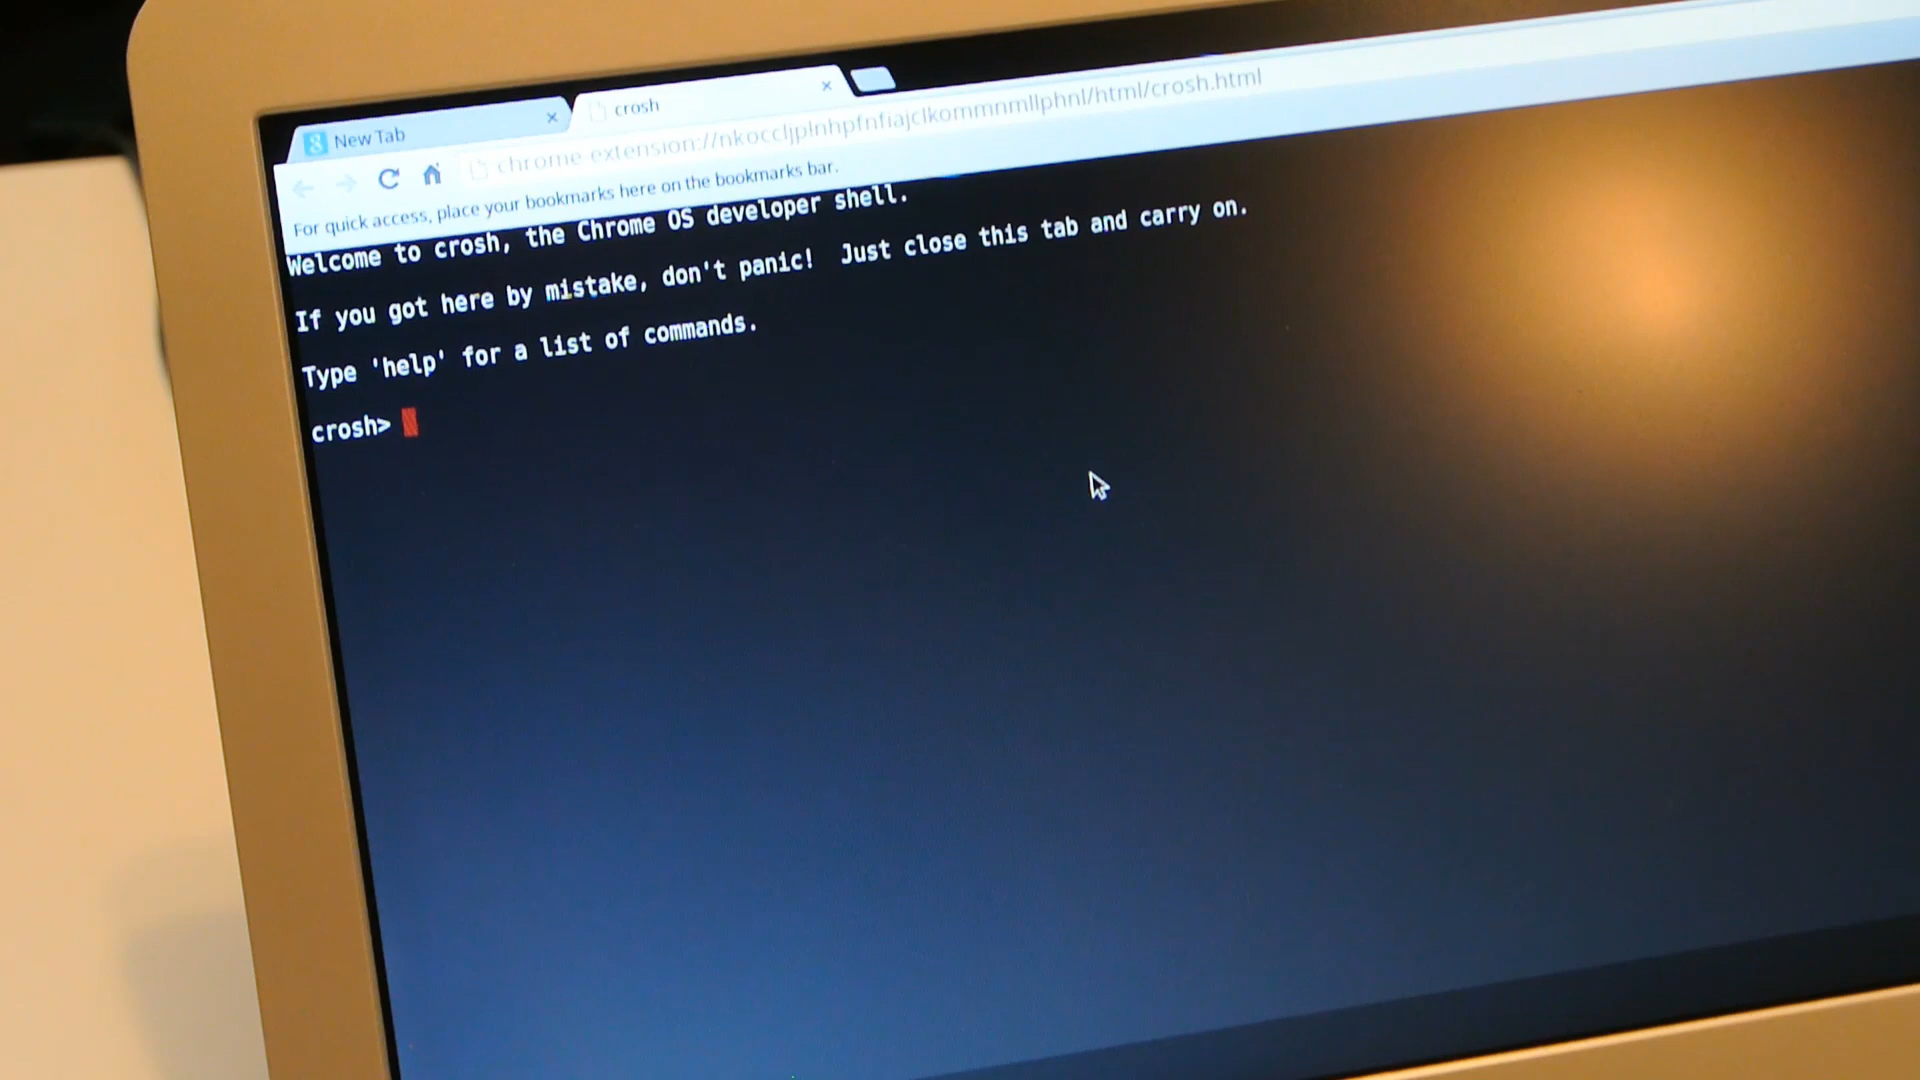 New Tab
crosh
chrome-extension://nkoccljplnhpfnfiajclkommnmllphnl/html/crosh.html
For quick access, place your bookmarks here on the bookmarks bar.
Welcome to crosh, the Chrome OS developer shell.
If you got here by mistake, don't panic!  Just close this tab and carry on.
Type 'help' for a list of commands.
crosh>